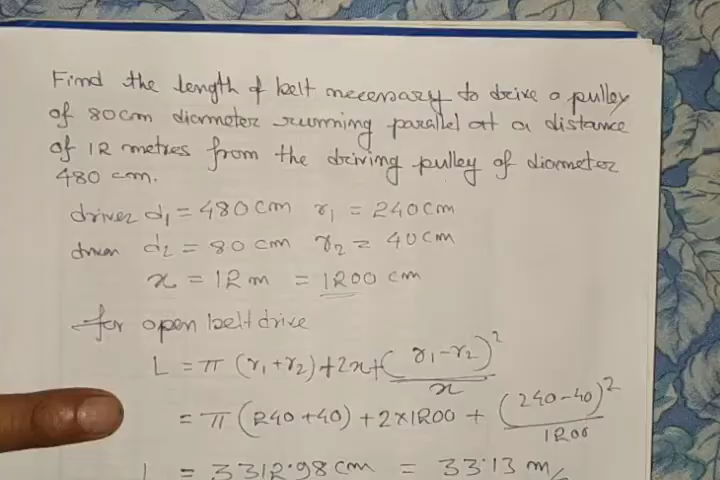 Find the length of belt necessary to drive a pulley
of 80cm diameter running parallel at a distance
of 12 metres from the driving pulley of diameter
480 cm.
driver d₁ = 480 cm r₁ = 240cm
driven d₂ = 80 cm r₂ = 40 cm
x = 12 m = 1200 cm
for open belt drive
L = π (r₁+r₂) + 2x + (r₁-r₂)²/x
= π (240+40) + 2×1200 + (240-40)²/1200
L = 3312.98 cm = 33.13 m